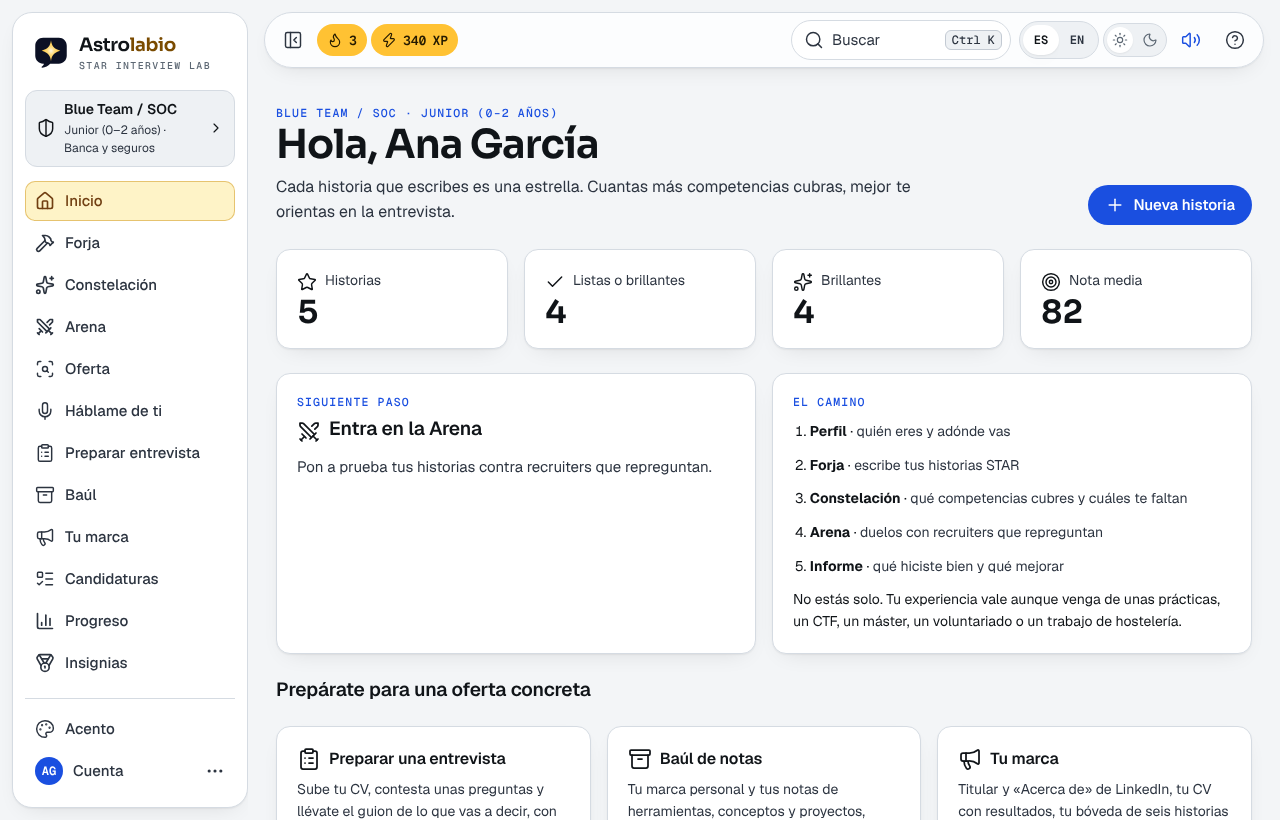 Astrolabio
STAR INTERVIEW LAB
Blue Team / SOC
Junior (0–2 años) ·
Banca y seguros
Inicio
Forja
Constelación
Arena
Oferta
Háblame de ti
Preparar entrevista
Baúl
Tu marca
Candidaturas
Progreso
Insignias
Acento
AG Cuenta
3
340 XP
Buscar
Ctrl K
ES EN
BLUE TEAM / SOC · JUNIOR (0–2 AÑOS)
Hola, Ana García
Cada historia que escribes es una estrella. Cuantas más competencias cubras, mejor te
orientas en la entrevista.
Nueva historia
Historias
5
Listas o brillantes
4
Brillantes
4
Nota media
82
SIGUIENTE PASO
Entra en la Arena
Pon a prueba tus historias contra recruiters que repreguntan.
EL CAMINO
1. Perfil · quién eres y adónde vas
2. Forja · escribe tus historias STAR
3. Constelación · qué competencias cubres y cuáles te faltan
4. Arena · duelos con recruiters que repreguntan
5. Informe · qué hiciste bien y qué mejorar
No estás solo. Tu experiencia vale aunque venga de unas prácticas,
un CTF, un máster, un voluntariado o un trabajo de hostelería.
Prepárate para una oferta concreta
Preparar una entrevista
Sube tu CV, contesta unas preguntas y
llévate el guion de lo que vas a decir, con
Baúl de notas
Tu marca personal y tus notas de
herramientas, conceptos y proyectos,
Tu marca
Titular y «Acerca de» de LinkedIn, tu CV
con resultados, tu bóveda de seis historias